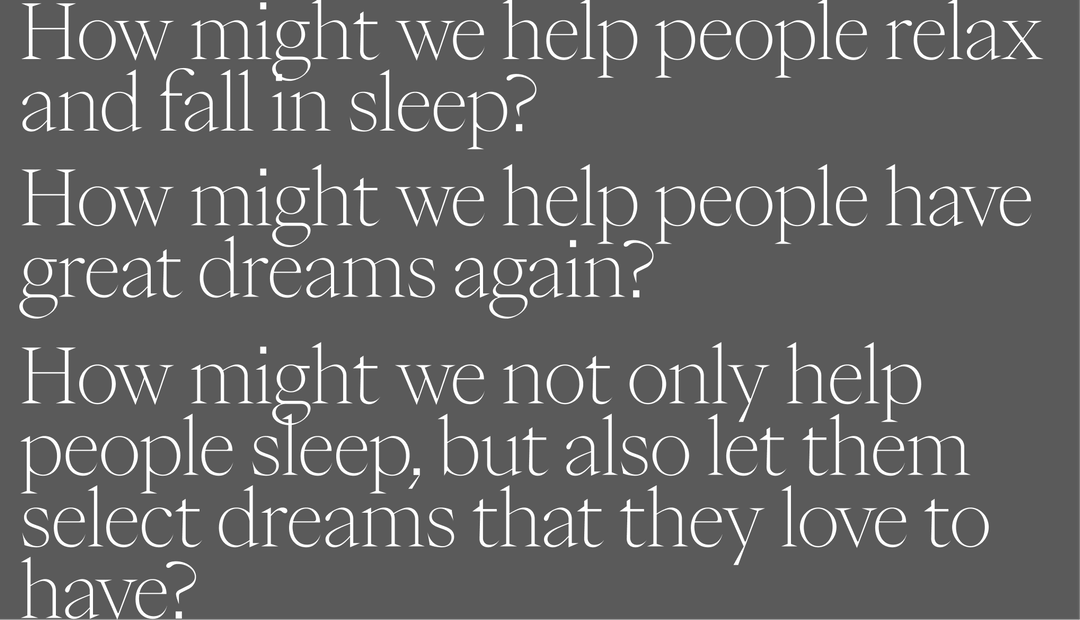 How might we help people relax
and fall in sleep?
How might we help people have
great dreams again?
How might we not only help
people sleep, but also let them
select dreams that they love to
have?